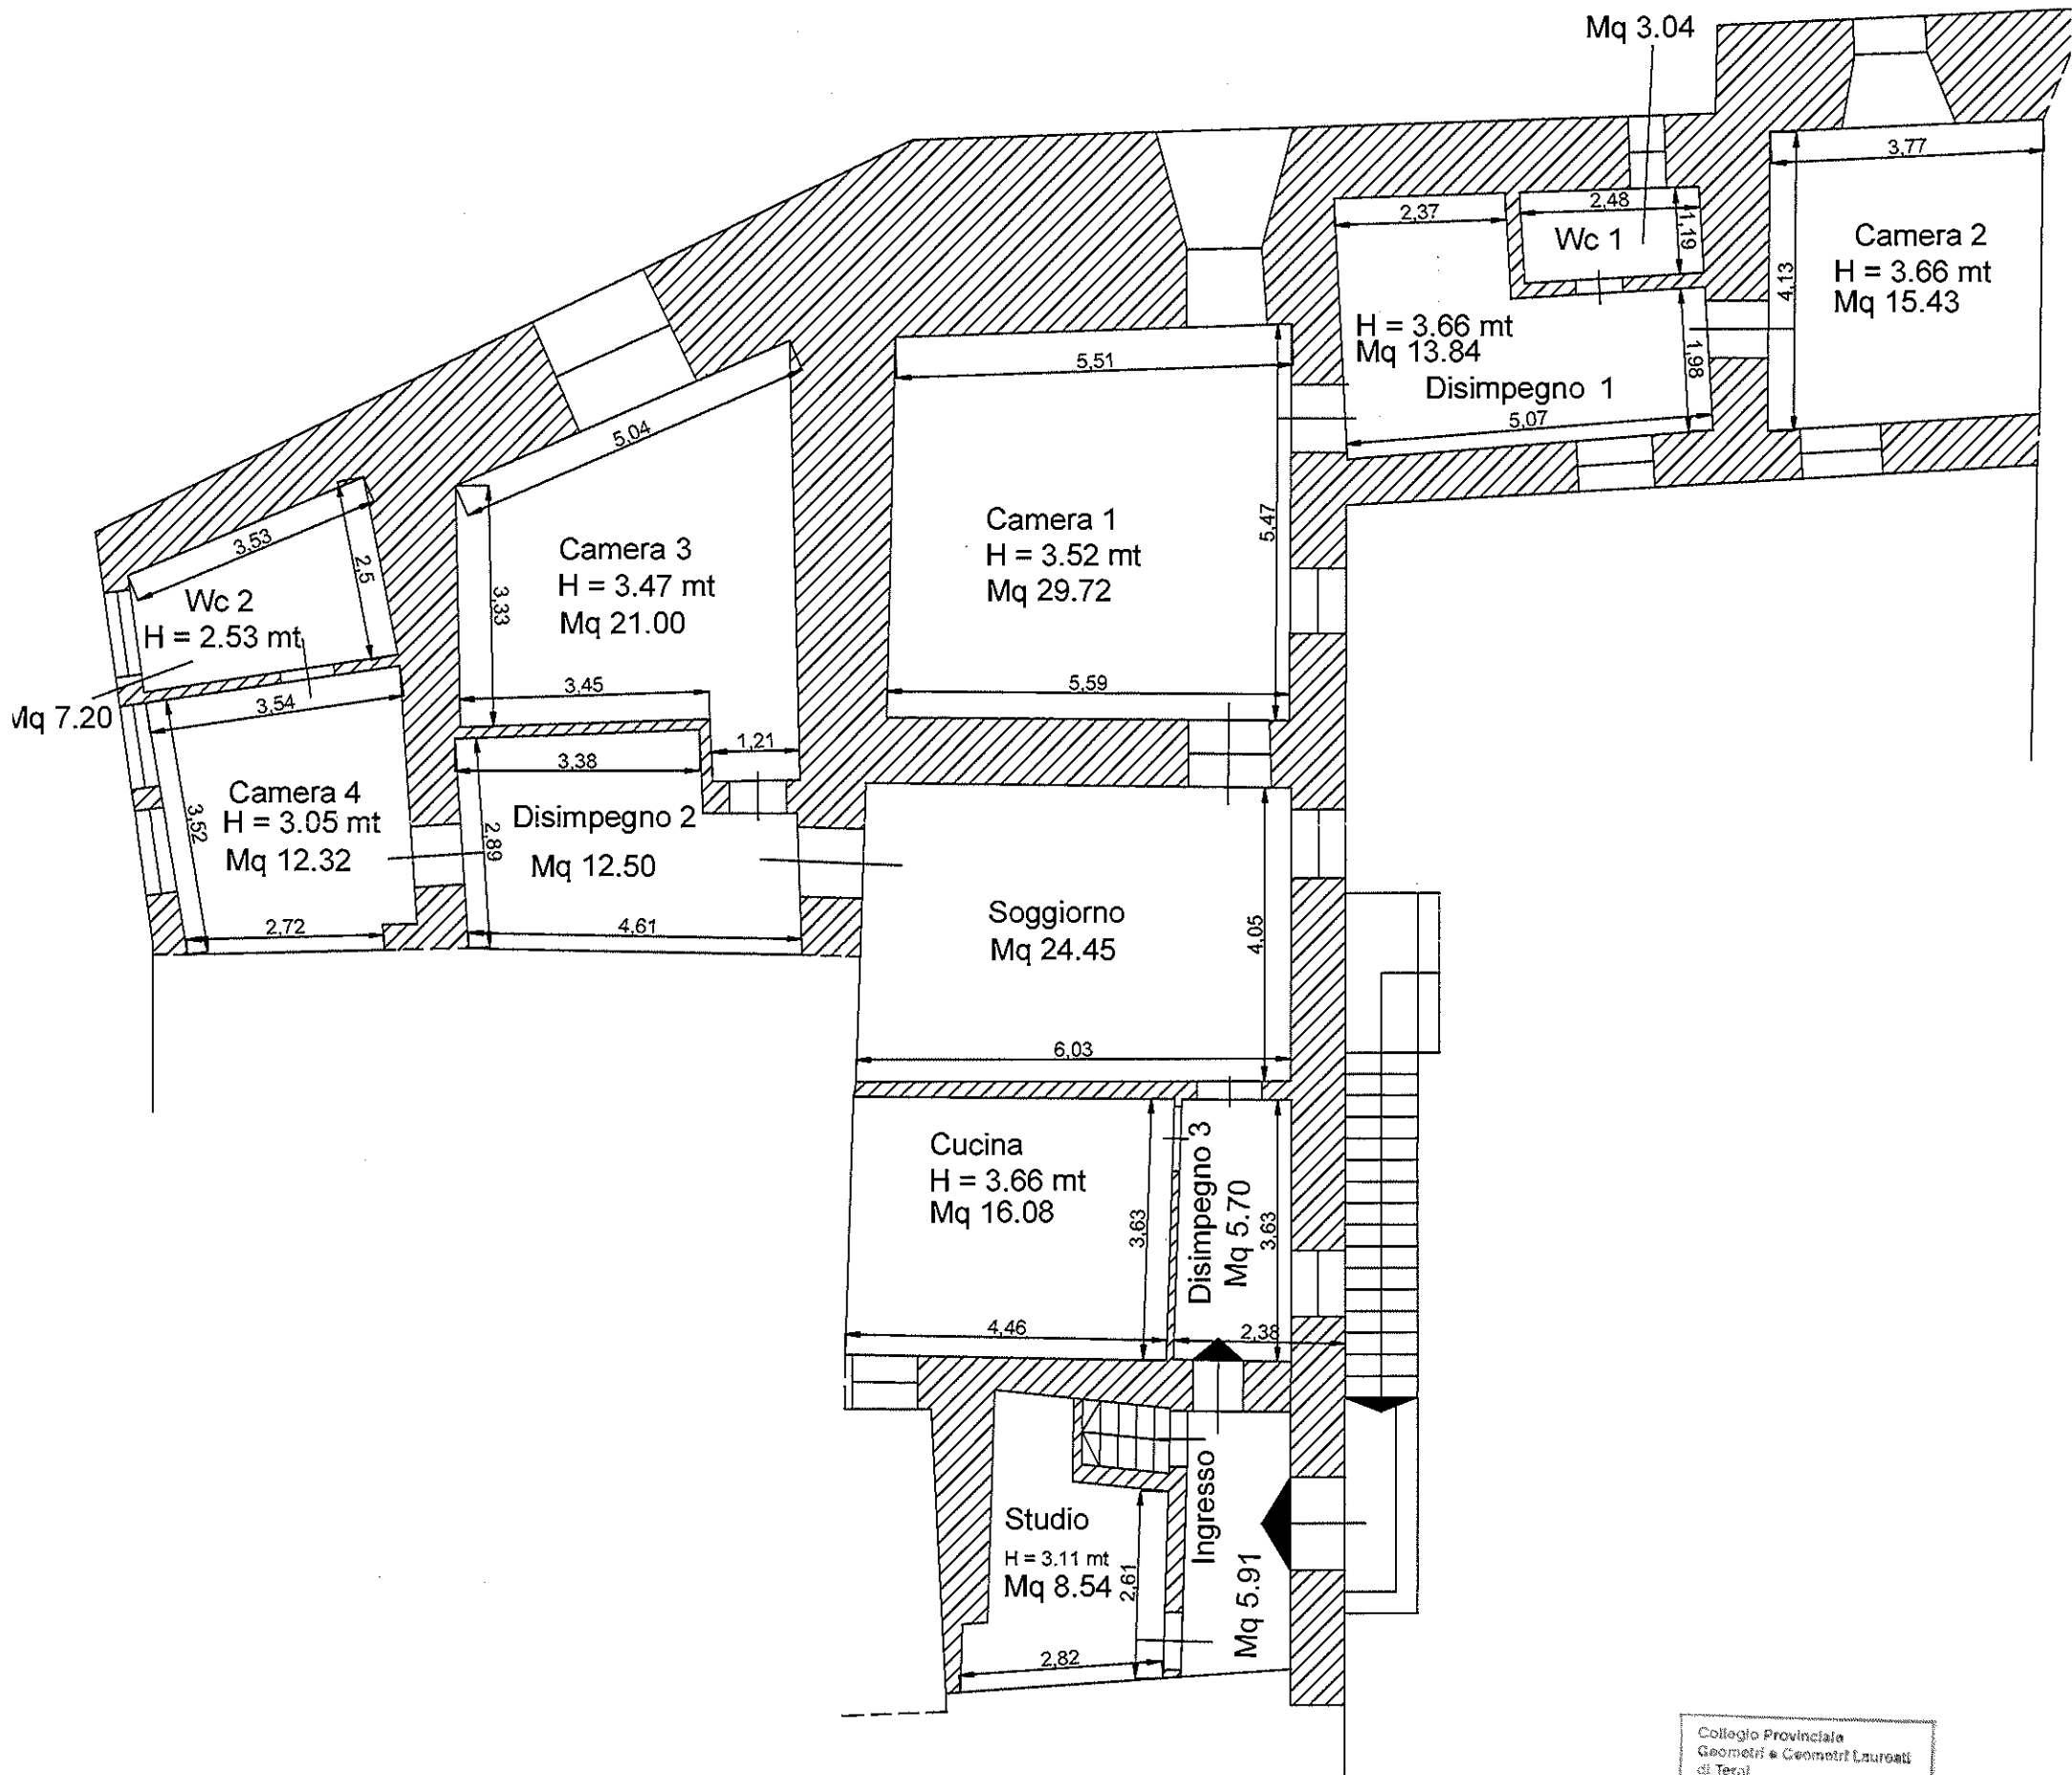 Mq 3.04
3,77
2,37
2,48
1,19
Wc 1
Camera 2
H = 3.66 mt
Mq 15.43
4,13
H = 3.66 mt
Mq 13.84
Disimpegno 1
1,98
5,07
5,51
5,04
Camera 1
H = 3.52 mt
Mq 29.72
5,47
5,59
3,53
2,5
Wc 2
H = 2.53 mt
Mq 7.20
Camera 3
H = 3.47 mt
Mq 21.00
3,33
3,45
1,21
3,54
3,38
Camera 4
H = 3.05 mt
Mq 12.32
3,52
2,72
Disimpegno 2
Mq 12.50
2,89
4,61
Soggiorno
Mq 24.45
4,05
6,03
Cucina
H = 3.66 mt
Mq 16.08
3,63
4,46
Disimpegno 3
Mq 5.70
3,63
2,38
Studio
H = 3.11 mt
Mq 8.54
2,61
2,82
Ingresso
Mq 5.91
Collegio Provinciale
Geometri e Geometri Laureati
di Terni